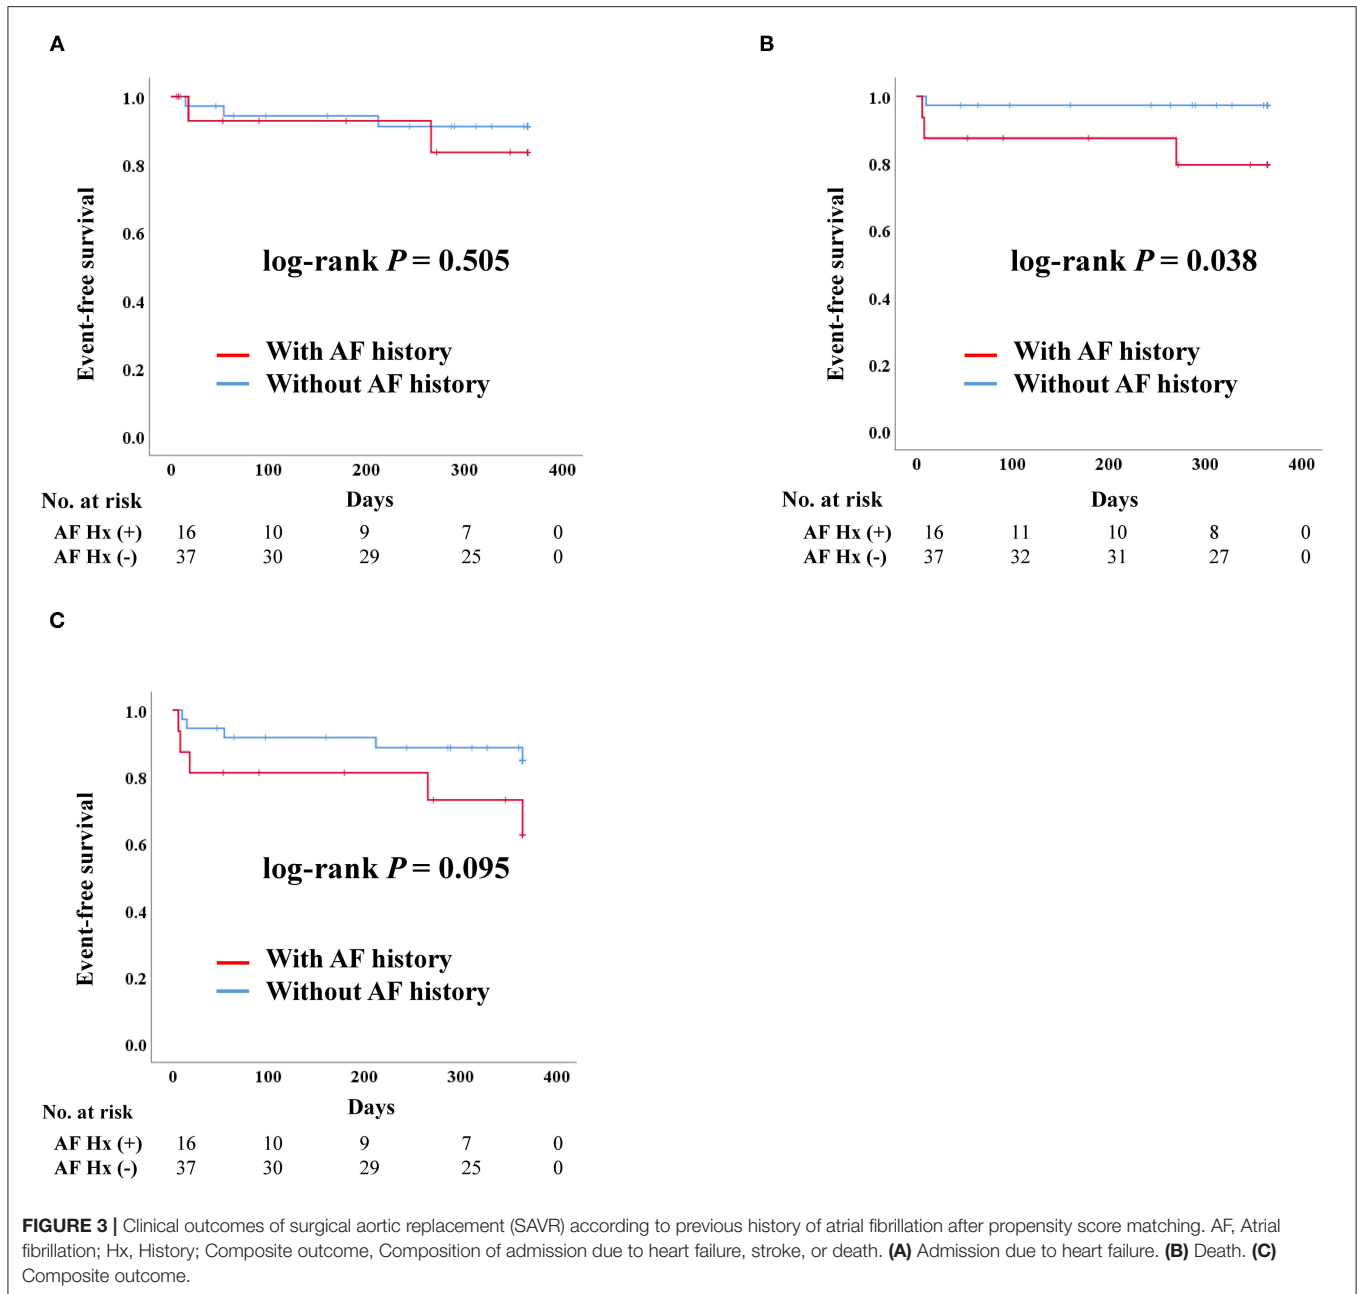 A
1.0
0.8
0.6
0.4
0.2
0.0
Event-free survival
log-rank P = 0.505
With AF history
Without AF history
0 100 200 300 400
No. at risk Days
AF Hx (+) 16 10 9 7 0
AF Hx (-) 37 30 29 25 0
B
1.0
0.8
0.6
0.4
0.2
0.0
Event-free survival
log-rank P = 0.038
With AF history
Without AF history
0 100 200 300 400
No. at risk Days
AF Hx (+) 16 11 10 8 0
AF Hx (-) 37 32 31 27 0
C
1.0
0.8
0.6
0.4
0.2
0.0
Event-free survival
log-rank P = 0.095
With AF history
Without AF history
0 100 200 300 400
Days
No. at risk
AF Hx (+) 16 10 9 7 0
AF Hx (-) 37 30 29 25 0
FIGURE 3 | Clinical outcomes of surgical aortic replacement (SAVR) according to previous history of atrial fibrillation after propensity score matching. AF, Atrial
fibrillation; Hx, History; Composite outcome, Composition of admission due to heart failure, stroke, or death. (A) Admission due to heart failure. (B) Death. (C)
Composite outcome.